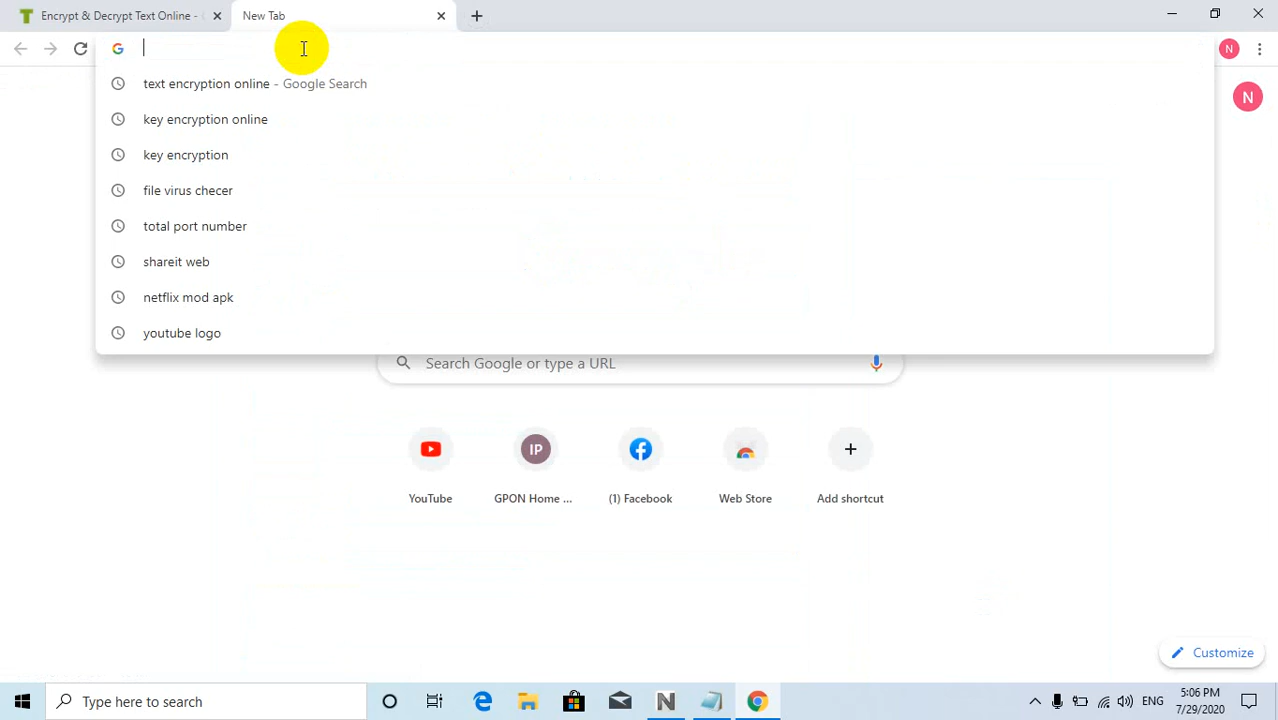 Encrypt & Decrypt Text Online -
New Tab
N
text encryption online - Google Search
N
key encryption online
key encryption
file virus checer
total port number
shareit web
netflix mod apk
youtube logo
Search Google or type a URL
IP
YouTube
GPON Home ...
(1) Facebook
Web Store
Add shortcut
Customize
Type here to search
N
ENG
5:06 PM
7/29/2020